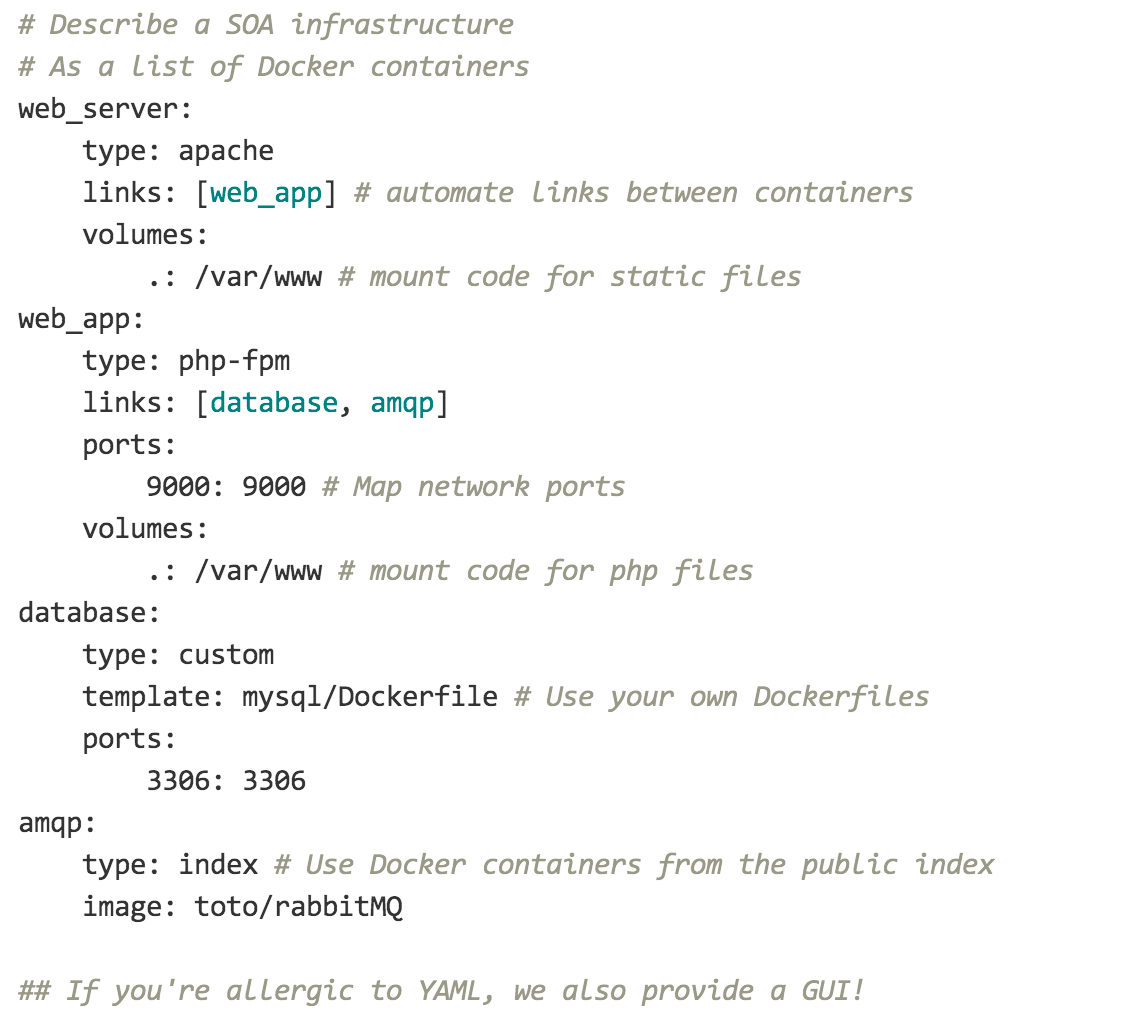 # Describe a SOA infrastructure
# As a list of Docker containers
web_server:
    type: apache
    links: [web_app] # automate links between containers
    volumes:
        .: /var/www # mount code for static files
web_app:
    type: php-fpm
    links: [database, amqp]
    ports:
        9000: 9000 # Map network ports
    volumes:
        .: /var/www # mount code for php files
database:
    type: custom
    template: mysql/Dockerfile # Use your own Dockerfiles
    ports:
        3306: 3306
amqp:
    type: index # Use Docker containers from the public index
    image: toto/rabbitMQ

## If you're allergic to YAML, we also provide a GUI!